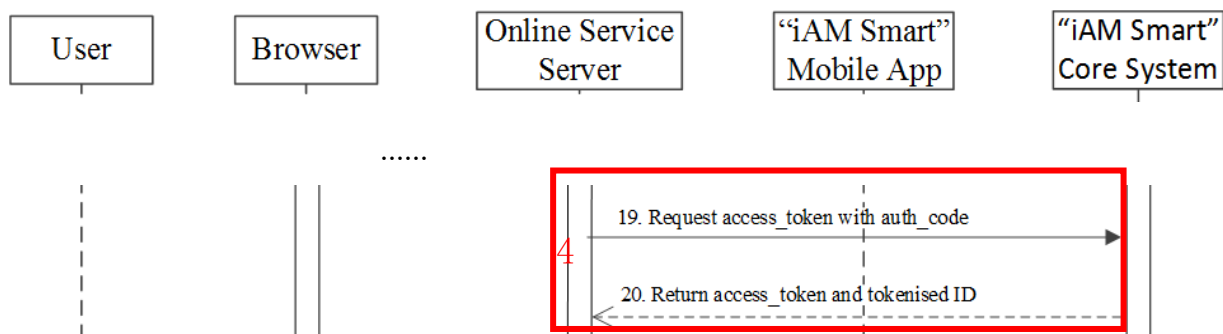 User
Browser
Online Service
Server
“iAM Smart”
Mobile App
“iAM Smart”
Core System
......
19. Request access_token with auth_code
4
20. Return access_token and tokenised ID